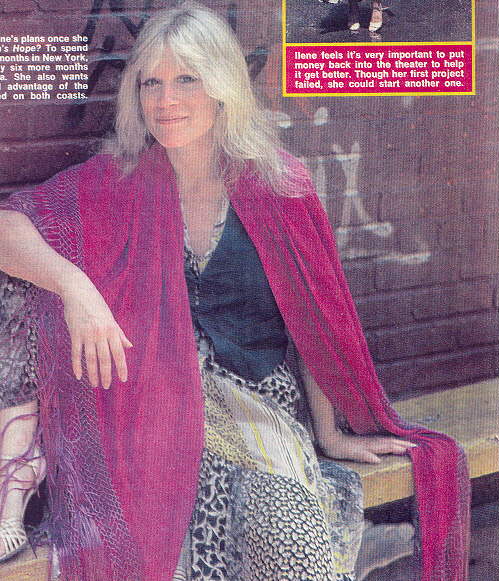 ne's plans once she
's Hope? To spend
months in New York,
y six more months
a. She also wants
advantage of the
ed on both coasts.
Ilene feels it's very important to put
money back into the theater to help
it get better. Though her first project
failed, she could start another one.